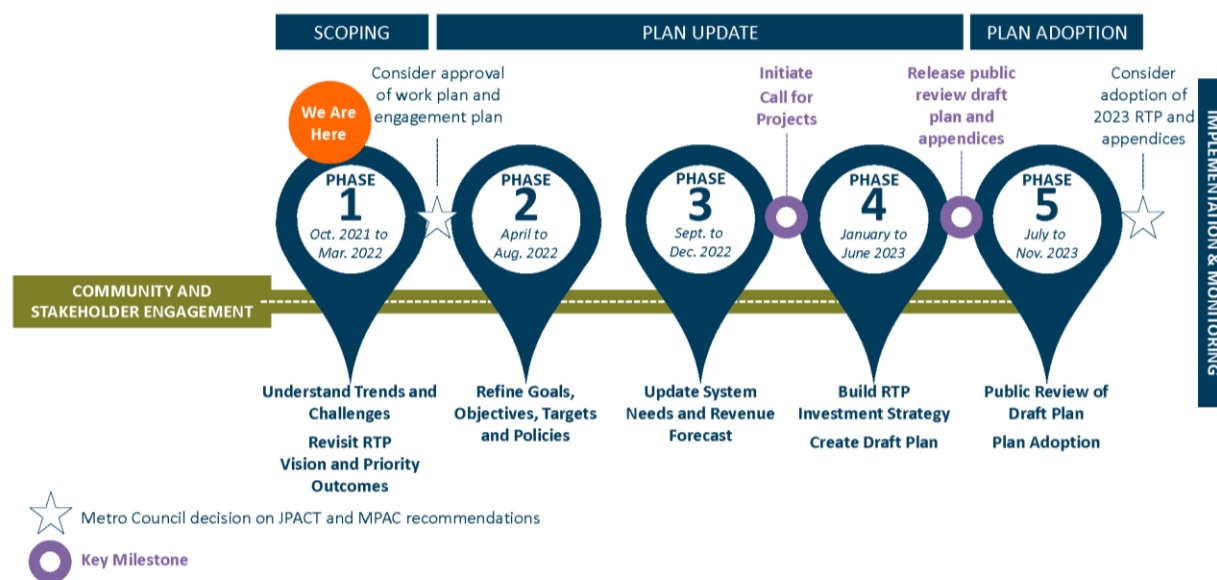 SCOPING
PLAN UPDATE
PLAN ADOPTION
Consider approval
of work plan and
engagement plan
Initiate
Call for
Projects
Release public
review draft
plan and
appendices
Consider
adoption of
2023 RTP and
appendices
We Are
Here
PHASE
1
Oct. 2021 to
Mar. 2022
PHASE
2
April to
Aug. 2022
PHASE
3
Sept. to
Dec. 2022
PHASE
4
January to
June 2023
PHASE
5
July to
Nov. 2023
IMPLEMENTATION & MONITORING
COMMUNITY AND
STAKEHOLDER ENGAGEMENT
Understand Trends and
Challenges
Revisit RTP
Vision and Priority
Outcomes
Refine Goals,
Objectives, Targets
and Policies
Update System
Needs and Revenue
Forecast
Build RTP
Investment Strategy
Create Draft Plan
Public Review of
Draft Plan
Plan Adoption
Metro Council decision on JPACT and MPAC recommendations
Key Milestone